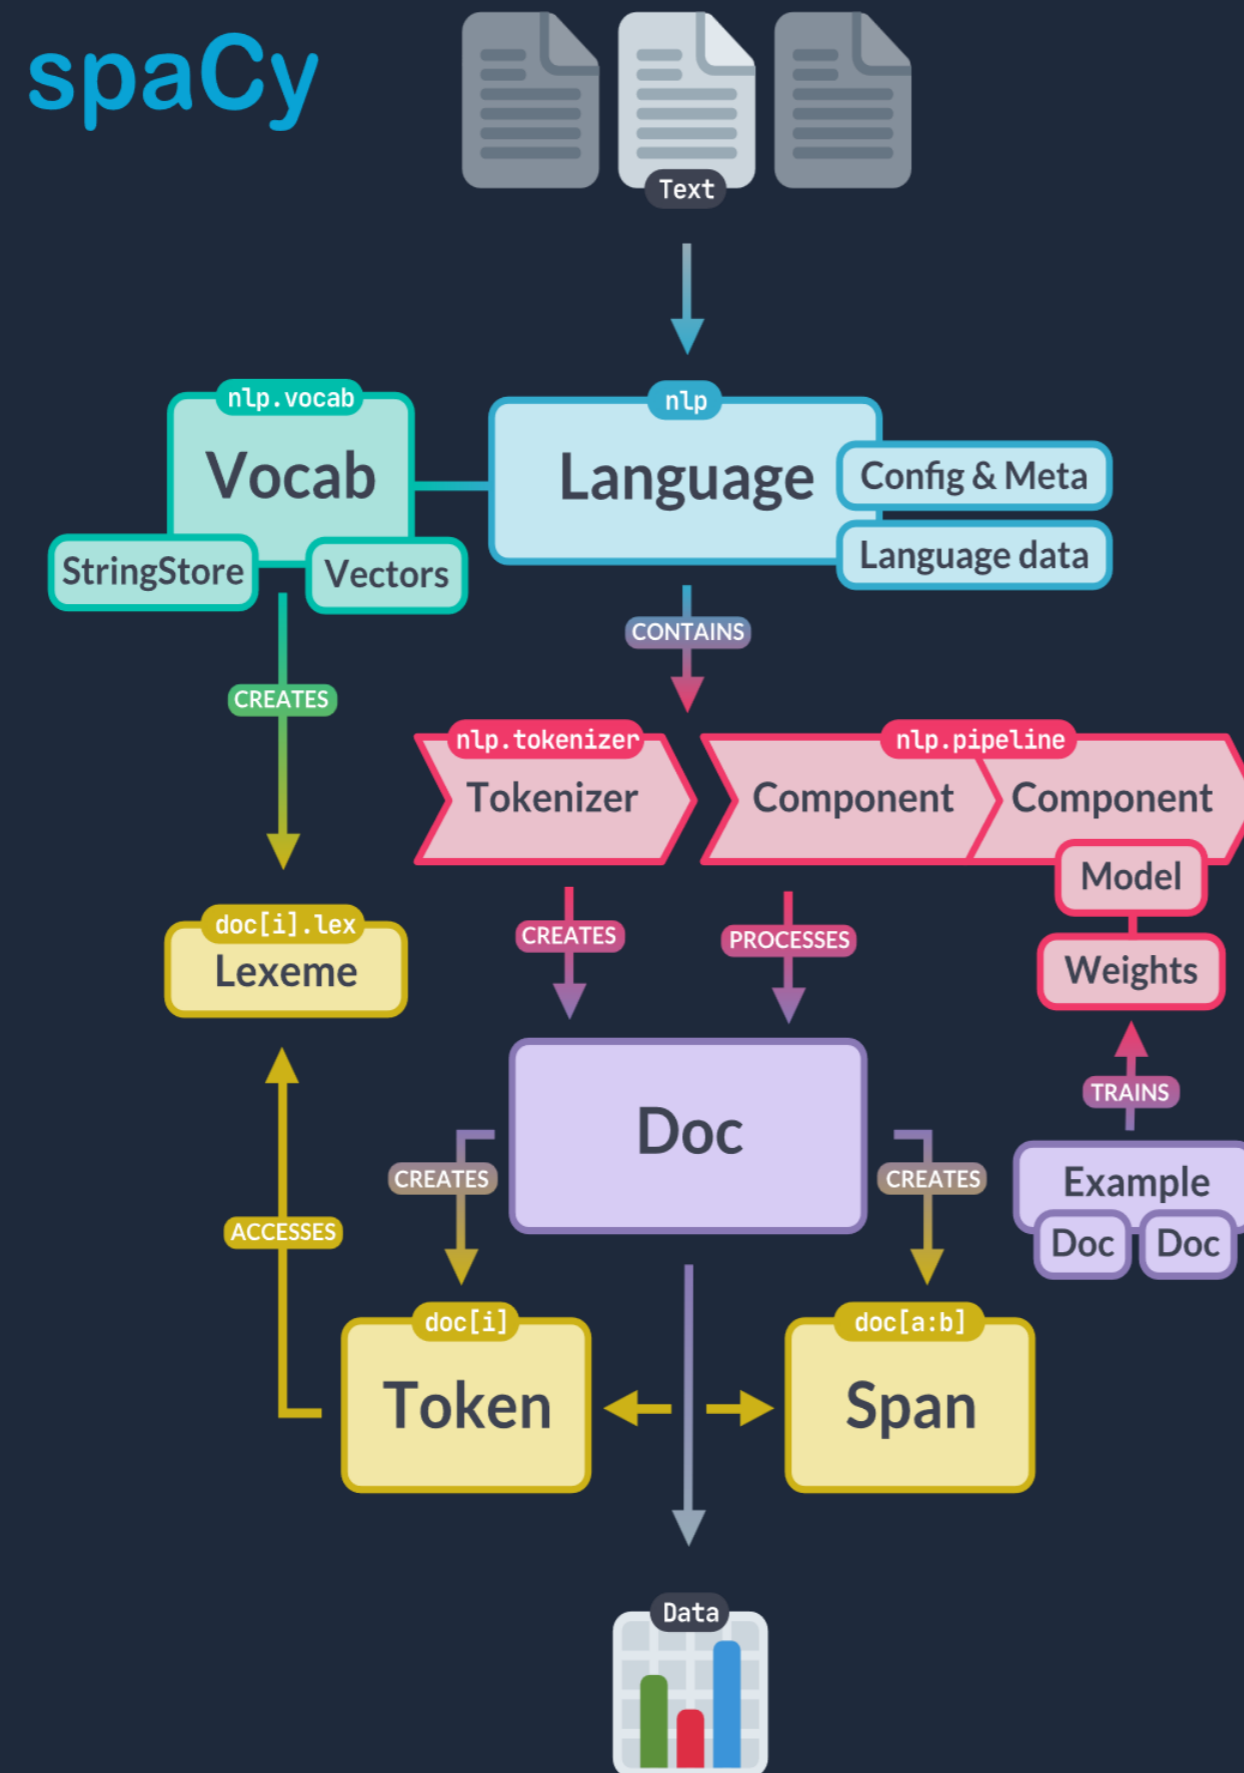 spaCy
Text
nlp.vocab
Vocab
StringStore
Vectors
nlp
Language
Config & Meta
Language data
CREATES
CONTAINS
nlp.tokenizer
Tokenizer
nlp.pipeline
Component
Component
Model
Weights
CREATES
PROCESSES
doc[i].lex
Lexeme
TRAINS
Example
Doc
Doc
Doc
CREATES
CREATES
ACCESSES
doc[i]
Token
doc[a:b]
Span
Data